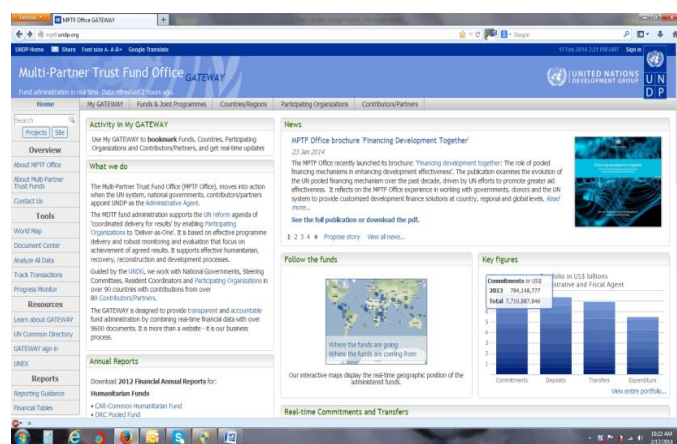 Firefox
MPTF Office GATEWAY
mptf.undp.org
Google
UNDP Home Share Font size A- A A+ Google Translate
17 Feb 2014 3:21 PM GMT Sign in
Multi-Partner Trust Fund Office GATEWAY
Fund administration in real time. Data refreshed 2 hours ago.
UNITED NATIONS
DEVELOPMENT GROUP
U N
D P
Home
My GATEWAY
Funds & Joint Programmes
Countries/Regions
Participating Organizations
Contributors/Partners
Search
Projects Site
Overview
About MPTF Office
About Multi-Partner
Trust Funds
Contact Us
Tools
World Map
Document Center
Analyze All Data
Track Transactions
Progress Monitor
Resources
Learn about GATEWAY
UN Common Directory
GATEWAY sign in
UNEX
Reports
Reporting Guidance
Financial Tables
Activity in My GATEWAY
Use My GATEWAY to bookmark Funds, Countries, Participating
Organizations and Contributors/Partners, and get real-time updates
What we do
The Multi-Partner Trust Fund Office (MPTF Office), moves into action
when the UN system, national governments, contributors/partners
appoint UNDP as the Administrative Agent.
The MDTF fund administration supports the UN reform agenda of
'coordinated delivery for results' by enabling Participating
Organizations to 'Deliver-as-One'. It is based on effective programme
delivery and robust monitoring and evaluation that focus on
achievement of agreed results. It supports effective humanitarian,
recovery, reconstruction and development processes.
Guided by the UNDG, we work with National Governments, Steering
Committees, Resident Coordinators and Participating Organizations in
over 90 countries with contributions from over
80 Contributors/Partners.
The GATEWAY is designed to provide transparent and accountable
fund administration by combining real-time financial data with over
9600 documents. It is more than a website - it is our business
process.
Annual Reports
Download 2012 Financial Annual Reports for:
Humanitarian Funds
• CAR-Common Humanitarian Fund
• DRC Pooled Fund
News
MPTF Office brochure 'Financing Development Together'
23 Jan 2014
The MPTF Office recently launched its brochure: 'Financing development together: The role of pooled
financing mechanisms in enhancing development effectiveness'. The publication examines the evolution of
the UN pooled financing mechanism over the past decade, driven by UN efforts to promote greater aid
effectiveness. It reflects on the MPTF Office experience in working with governments, donors and the UN
system to provide customized development finance solutions at country, regional and global levels. Read
more...
See the full publication or download the pdf.
1 2 3 4 Propose story View all news...
Follow the funds
Where the funds are going
Where the funds are coming from
Our interactive maps display the real-time geographic position of the
administered funds.
Key figures
folio in US$ billions
istrative and Fiscal Agent
Commitments in US$
2013 784,148,777
Total 7,710,887,946
5
4
3
2
1
Commitments Deposits Transfers Expenditure
View entire portfolio...
Real-time Commitments and Transfers
10:22 AM
2/17/2014